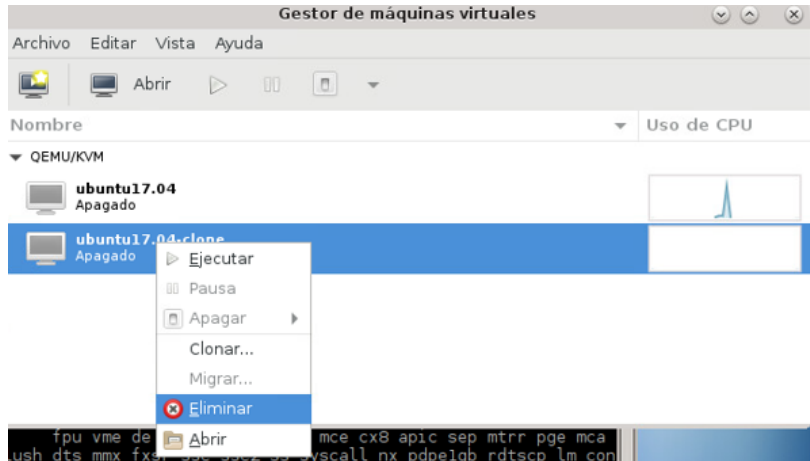 Gestor de máquinas virtuales
Archivo Editar Vista Ayuda
Abrir
Nombre Uso de CPU
QEMU/KVM
ubuntu17.04
Apagado
ubuntu17.04-clone
Apagado
Ejecutar
Pausa
Apagar
Clonar...
Migrar...
Eliminar
Abrir
fpu vme de mce cx8 apic sep mtrr pge mca
lush dts mmx syscall nx pdpe1gb rdtscp lm con